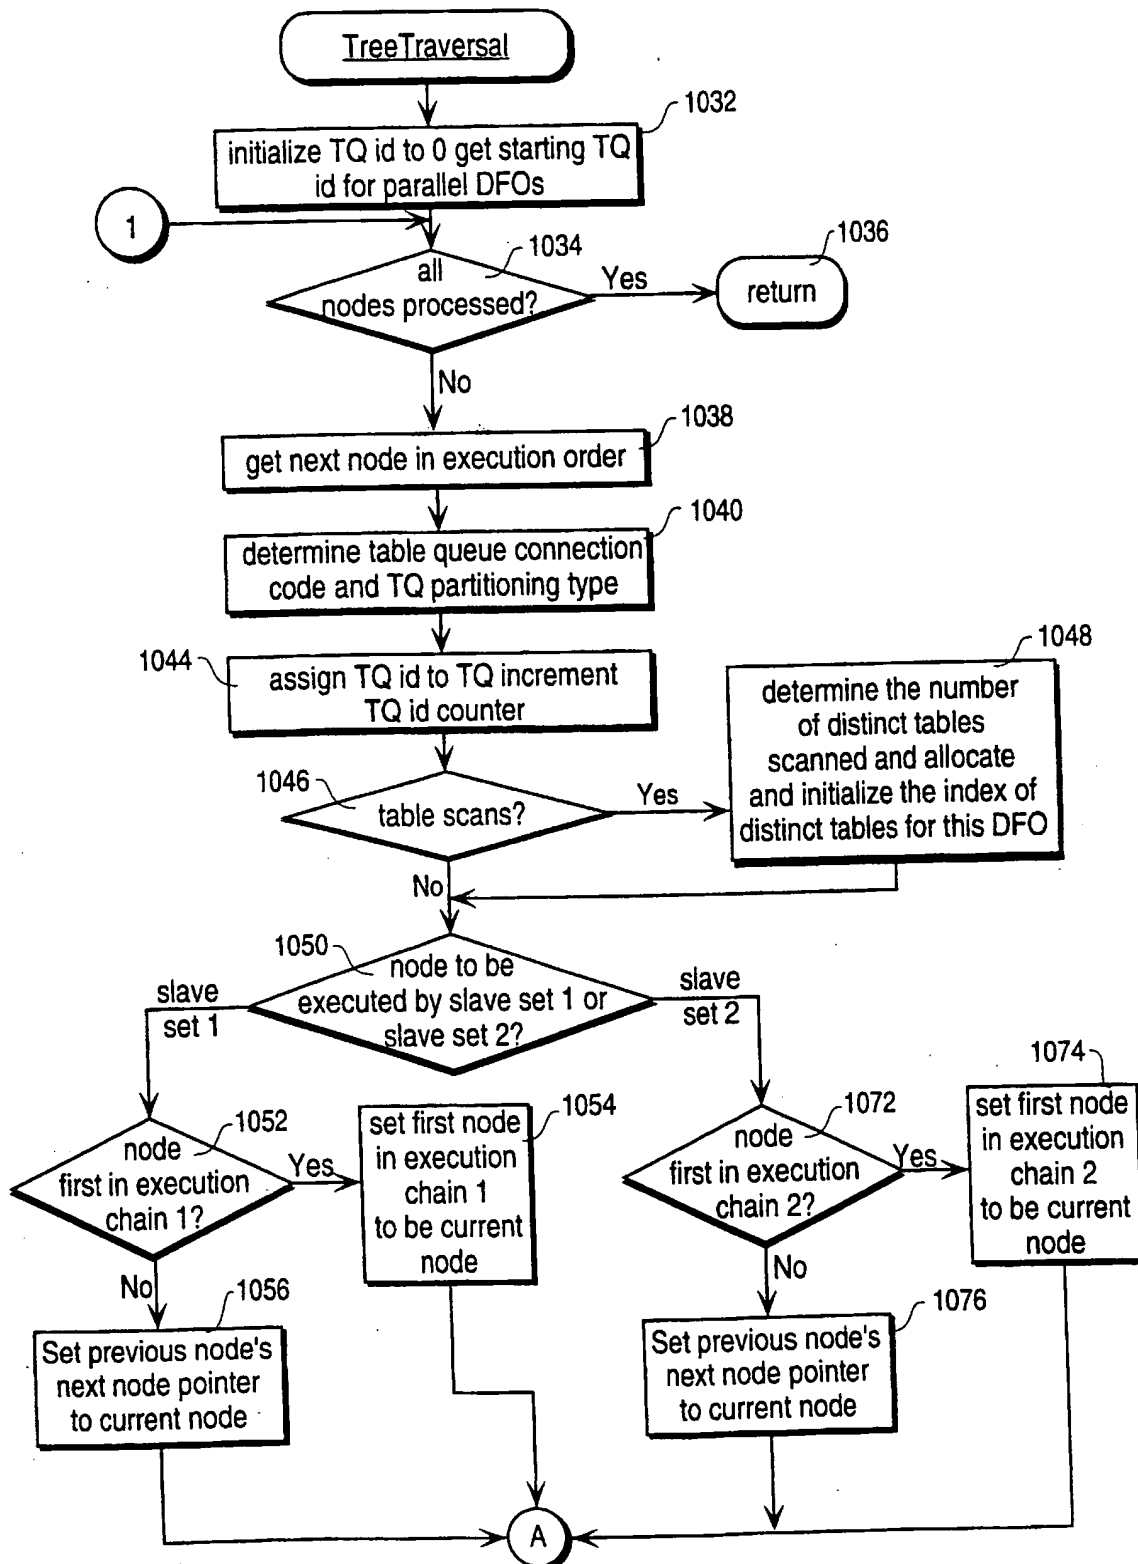 TreeTraversal
1032
initialize TQ id to 0 get starting TQ
id for parallel DFOs
1
1034
all
nodes processed?
Yes
1036
return
No
1038
get next node in execution order
1040
determine table queue connection
code and TQ partitioning type
1044
assign TQ id to TQ increment
TQ id counter
1048
determine the number
of distinct tables
scanned and allocate
and initialize the index of
distinct tables for this DFO
1046
table scans?
Yes
No
1050
node to be
executed by slave set 1 or
slave set 2?
slave
set 1
slave
set 2
1052
node
first in execution
chain 1?
Yes
1054
set first node
in execution
chain 1
to be current
node
1072
node
first in execution
chain 2?
Yes
1074
set first node
in execution
chain 2
to be current
node
No
1056
Set previous node's
next node pointer
to current node
No
1076
Set previous node's
next node pointer
to current node
A